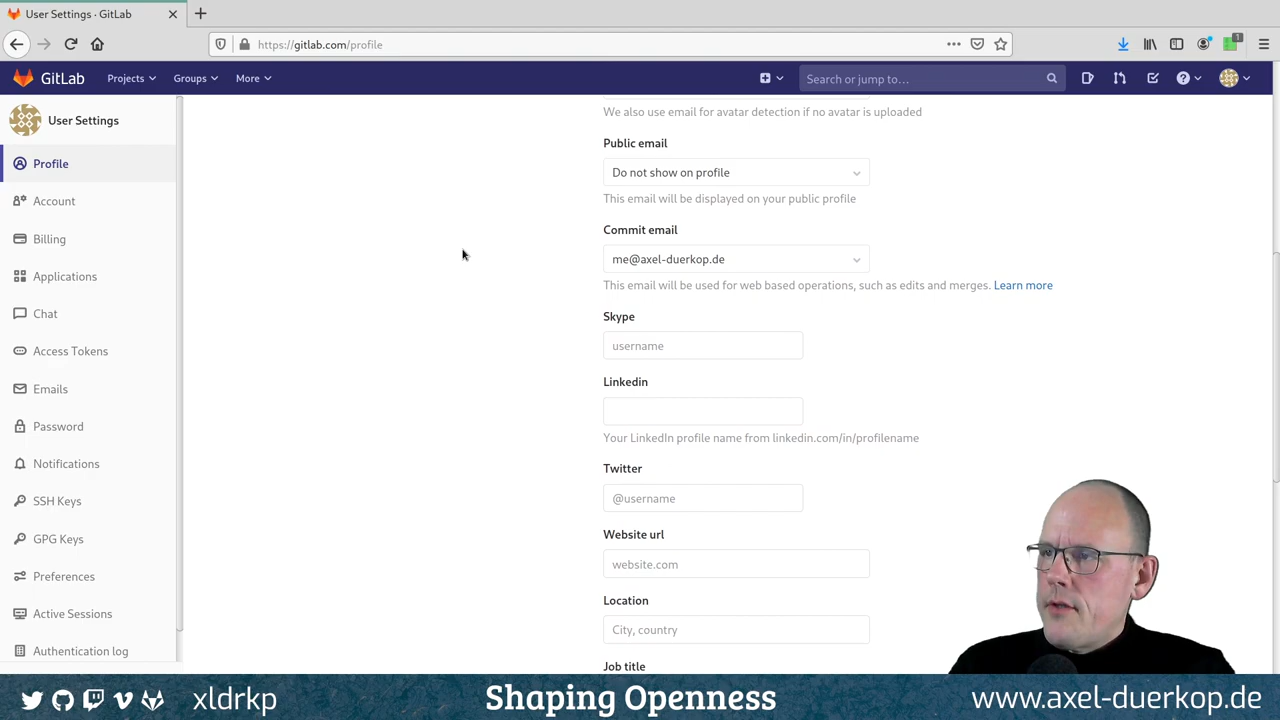 User Settings · GitLab
https://gitlab.com/profile
1
GitLab
Projects
Groups
More
Search or jump to…
User Settings
Profile
Account
Billing
Applications
Chat
Access Tokens
Emails
Password
Notifications
SSH Keys
GPG Keys
Preferences
Active Sessions
Authentication log
We also use email for avatar detection if no avatar is uploaded
Public email
Do not show on profile
This email will be displayed on your public profile
Commit email
me@axel-duerkop.de
This email will be used for web based operations, such as edits and merges. Learn more
Skype
username
Linkedin
Your LinkedIn profile name from linkedin.com/in/profilename
Twitter
@username
Website url
website.com
Location
City, country
Job title
xldrkp
Shaping Openness
www.axel-duerkop.de